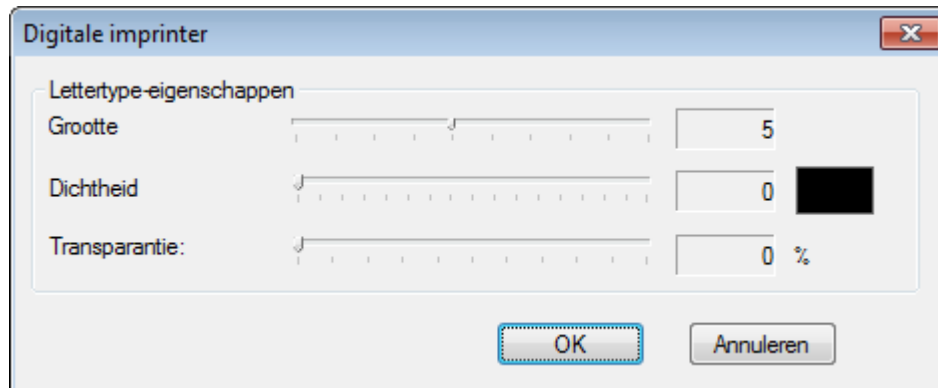 Digitale imprinter
Lettertype-eigenschappen
Grootte 5
Dichtheid 0
Transparantie: 0 %
OK Annuleren